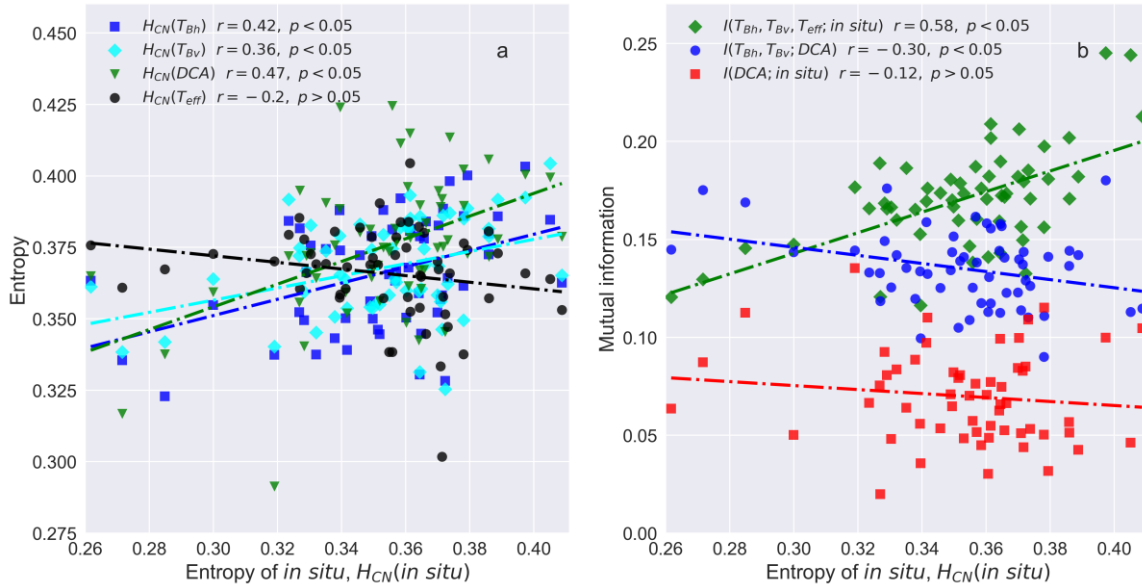 0.450
0.425
0.400
0.375
0.350
0.325
0.300
0.275
Entropy
H_CN(T_Bh) r = 0.42, p < 0.05
H_CN(T_Bv) r = 0.36, p < 0.05
H_CN(DCA) r = 0.47, p < 0.05
H_CN(T_eff) r = −0.2, p > 0.05
a
0.26 0.28 0.30 0.32 0.34 0.36 0.38 0.40
Entropy of in situ, H_CN(in situ)
0.25
0.20
0.15
0.10
0.05
0.00
Mutual information
I(T_Bh, T_Bv, T_eff; in situ) r = 0.58, p < 0.05
I(T_Bh, T_Bv; DCA) r = −0.30, p < 0.05
I(DCA; in situ) r = −0.12, p > 0.05
b
0.26 0.28 0.30 0.32 0.34 0.36 0.38 0.40
Entropy of in situ, H_CN(in situ)